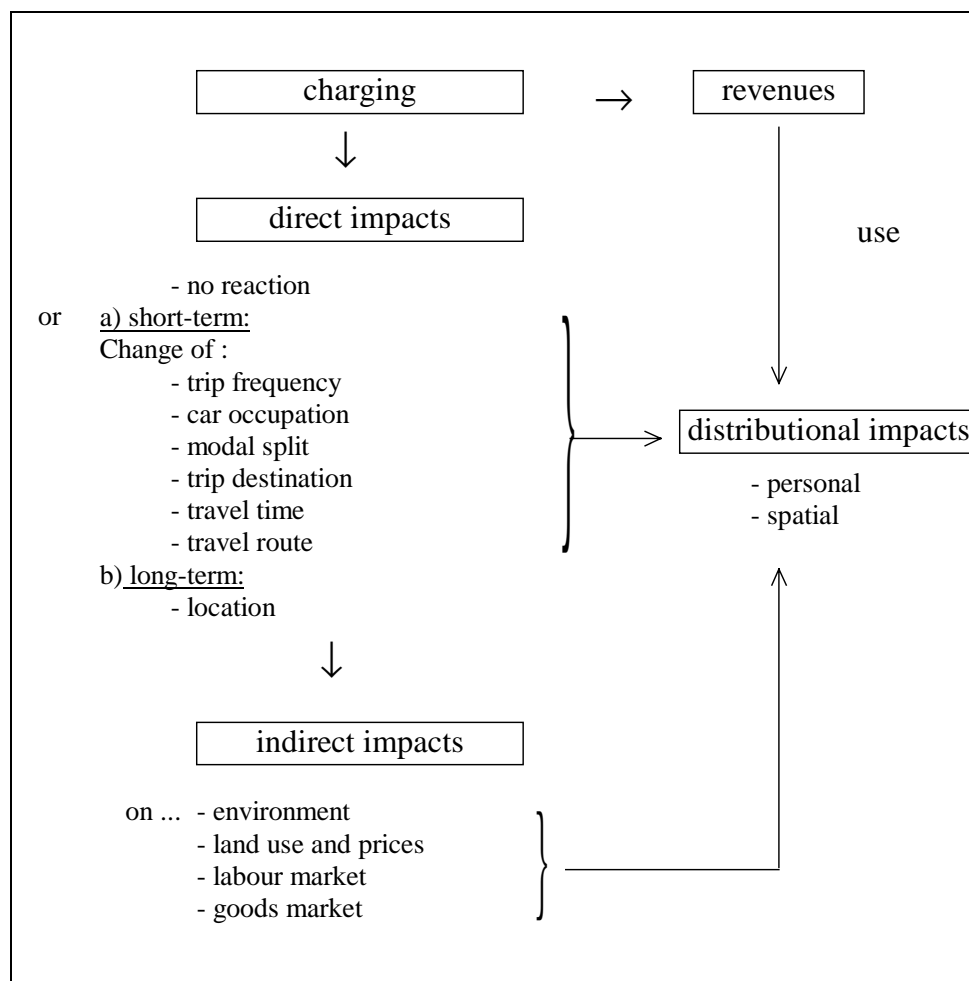 charging
→
revenues
↓
direct impacts
use
- no reaction
or a) short-term:
Change of :
- trip frequency
- car occupation
- modal split
- trip destination
- travel time
- travel route
b) long-term:
- location
distributional impacts
- personal
- spatial
↓
indirect impacts
on ... - environment
- land use and prices
- labour market
- goods market